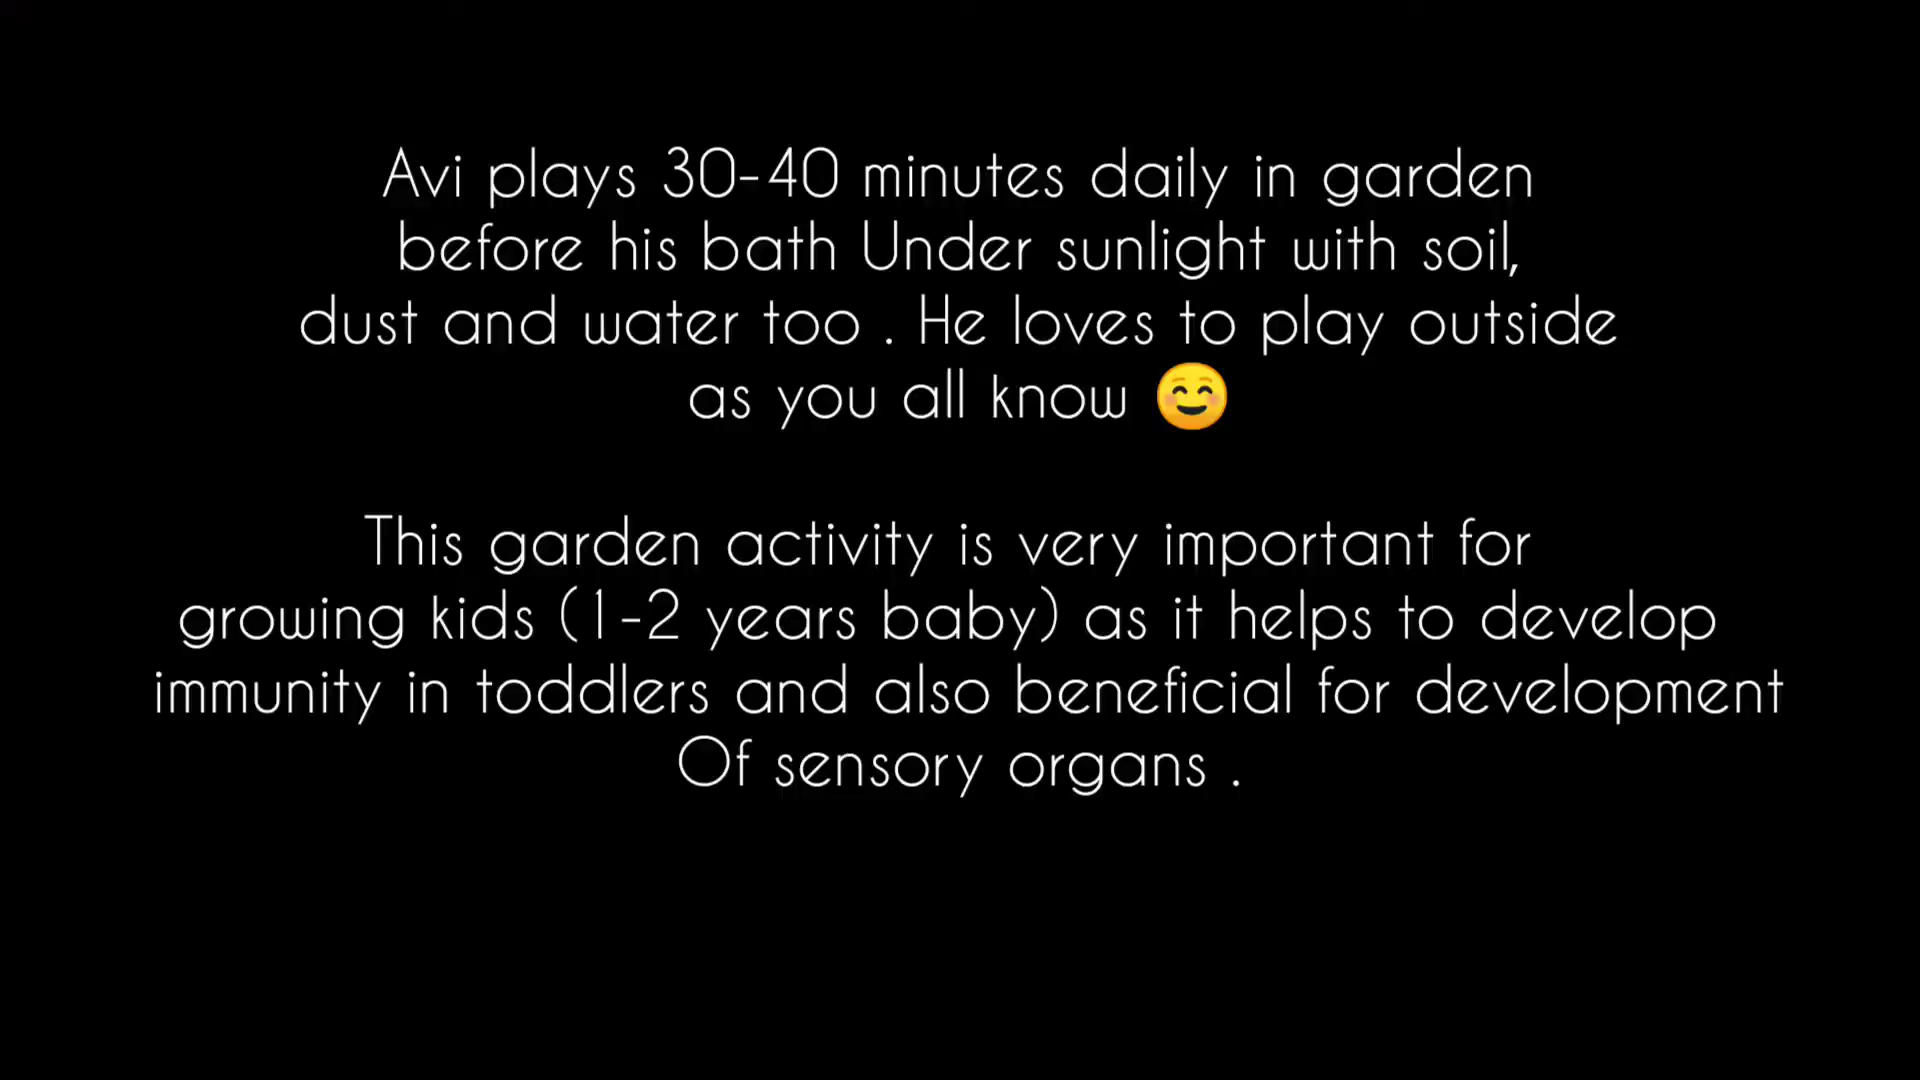 Avi plays 30-40 minutes daily in garden
before his bath Under sunlight with soil,
dust and water too . He loves to play outside
as you all know ☺️
This garden activity is very important for
growing kids (1-2 years baby) as it helps to develop
immunity in toddlers and also beneficial for development
Of sensory organs .